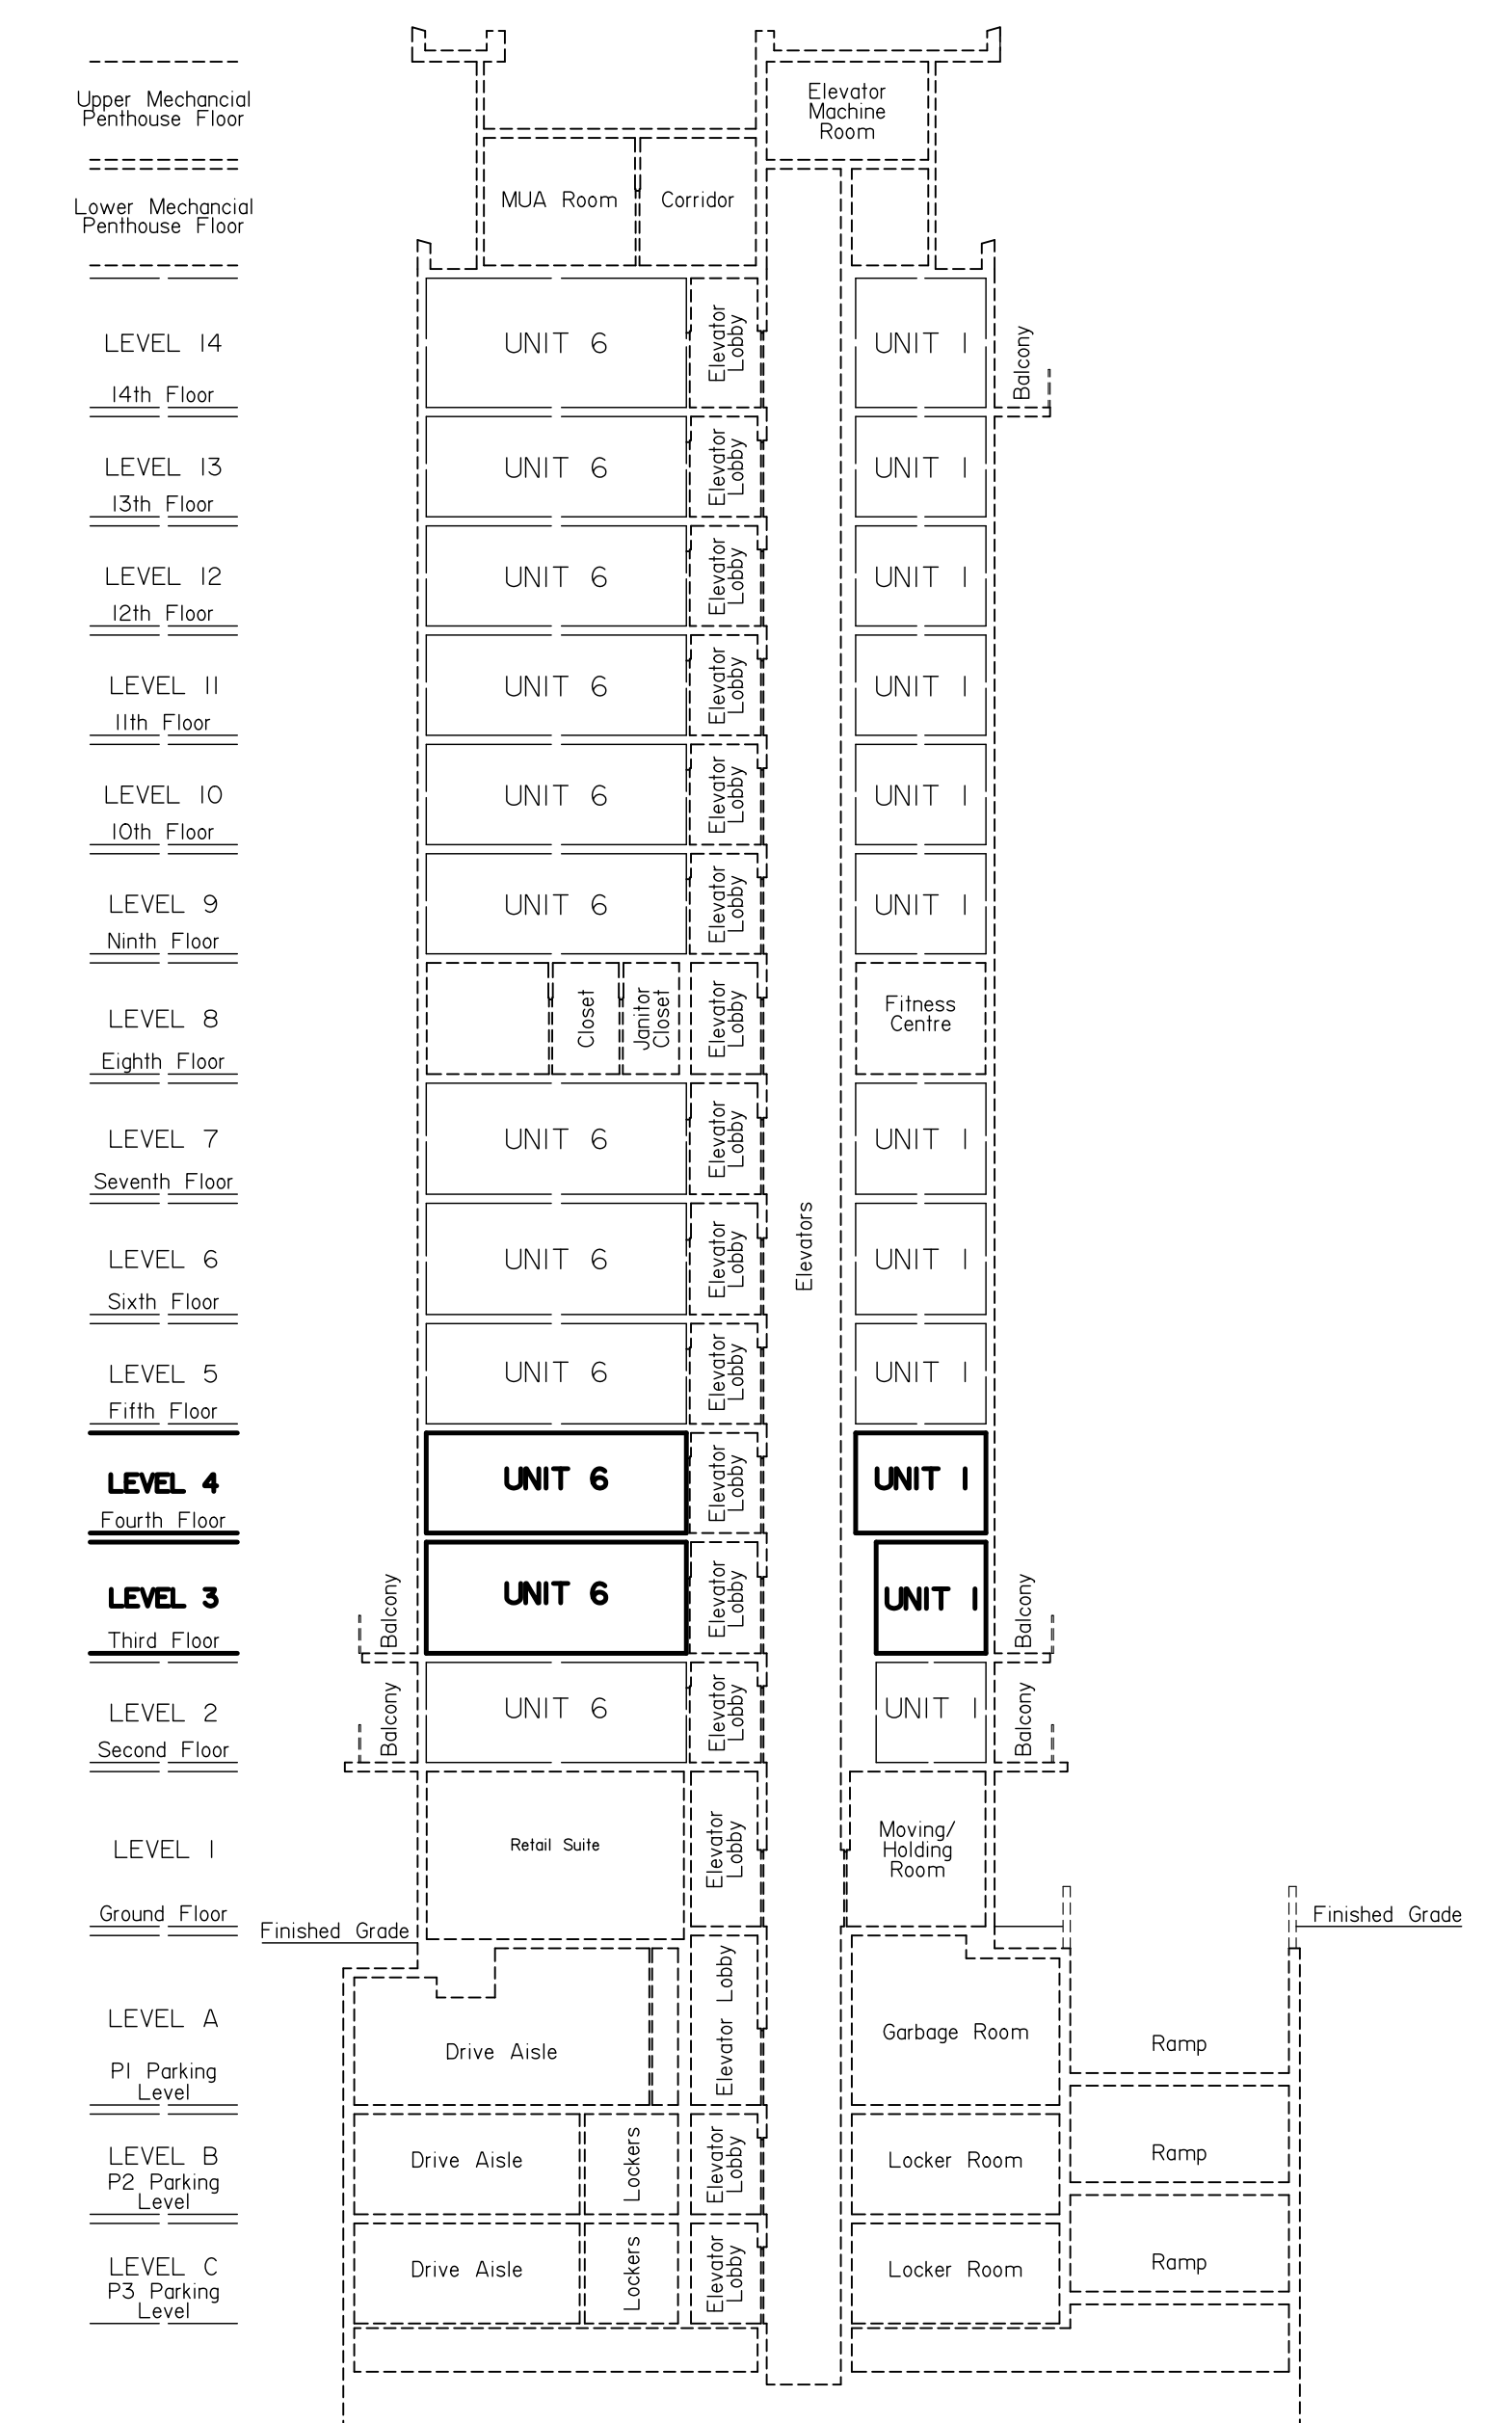 Upper Mechancial
Penthouse Floor
Elevator
Machine
Room
Lower Mechancial
Penthouse Floor
MUA Room
Corridor
LEVEL 14
14th Floor
UNIT 6
Elevator
Lobby
UNIT 1
Balcony
LEVEL 13
13th Floor
UNIT 6
Elevator
Lobby
UNIT 1
LEVEL 12
12th Floor
UNIT 6
Elevator
Lobby
UNIT 1
LEVEL 11
11th Floor
UNIT 6
Elevator
Lobby
UNIT 1
LEVEL 10
10th Floor
UNIT 6
Elevator
Lobby
UNIT 1
LEVEL 9
Ninth Floor
UNIT 6
Elevator
Lobby
UNIT 1
LEVEL 8
Eighth Floor
Closet
Janitor
Closet
Elevator
Lobby
Fitness
Centre
LEVEL 7
Seventh Floor
UNIT 6
Elevator
Lobby
UNIT 1
LEVEL 6
Sixth Floor
UNIT 6
Elevator
Lobby
Elevators
UNIT 1
LEVEL 5
Fifth Floor
UNIT 6
Elevator
Lobby
UNIT 1
LEVEL 4
Fourth Floor
UNIT 6
Elevator
Lobby
UNIT 1
LEVEL 3
Third Floor
Balcony
UNIT 6
Elevator
Lobby
UNIT 1
Balcony
LEVEL 2
Second Floor
Balcony
UNIT 6
Elevator
Lobby
UNIT 1
Balcony
LEVEL 1
Ground Floor
Retail Suite
Elevator
Lobby
Moving/
Holding
Room
Finished Grade
Finished Grade
LEVEL A
P1 Parking
Level
Drive Aisle
Elevator Lobby
Elevator Lobby
Garbage Room
Ramp
LEVEL B
P2 Parking
Level
Drive Aisle
Lockers
Elevator
Lobby
Locker Room
Ramp
LEVEL C
P3 Parking
Level
Drive Aisle
Lockers
Elevator
Lobby
Locker Room
Ramp